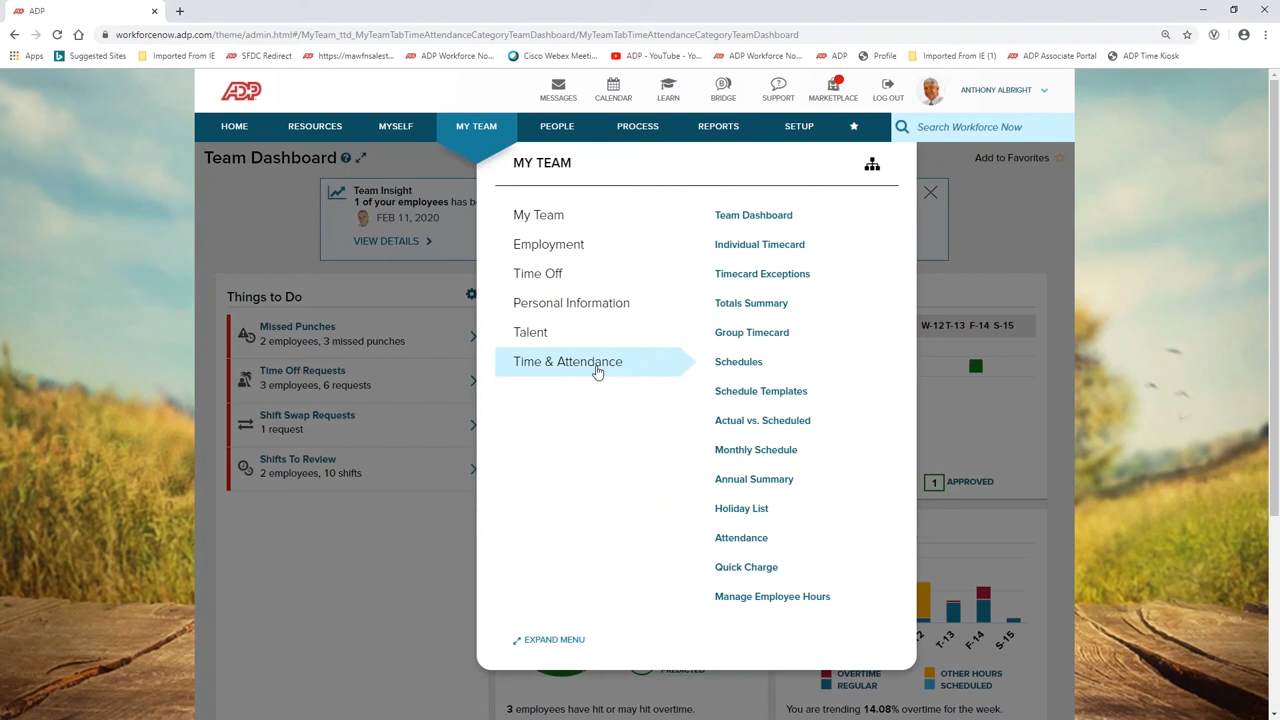 ADP
workforcenow.adp.com/theme/admin.html#/MyTeam_ttd_MyTeamTabTimeAttendanceCategoryTeamDashboard/MyTeamTabTimeAttendanceCategoryTeamDashboard
Apps Suggested Sites Imported From IE SFDC Redirect https://mawfnsalest... ADP Workforce No... Cisco Webex Meeti... ADP - YouTube - Yo... ADP Workforce No... ADP Profile Imported From IE (1) ADP Associate Portal ADP Time Kiosk
ADP
MESSAGES CALENDAR LEARN BRIDGE SUPPORT MARKETPLACE LOG OUT ANTHONY ALBRIGHT
HOME RESOURCES MYSELF MY TEAM PEOPLE PROCESS REPORTS SETUP Search Workforce Now
Team Dashboard ?
Add to Favorites
MY TEAM
Team Insight
1 of your employees has be
FEB 11, 2020
VIEW DETAILS
My Team
Employment
Time Off
Personal Information
Talent
Time & Attendance
Team Dashboard
Individual Timecard
Timecard Exceptions
Totals Summary
Group Timecard
Schedules
Schedule Templates
Actual vs. Scheduled
Monthly Schedule
Annual Summary
Holiday List
Attendance
Quick Charge
Manage Employee Hours
EXPAND MENU
Things to Do
Missed Punches
2 employees, 3 missed punches
Time Off Requests
3 employees, 6 requests
Shift Swap Requests
1 request
Shifts To Review
2 employees, 10 shifts
W-12 T-13 F-14 S-15
1 APPROVED
12 T-13 F-14 S-15
PREDICTED
OVERTIME OTHER HOURS
REGULAR SCHEDULED
3 employees have hit or may hit overtime.
You are trending 14.08% overtime for the week.